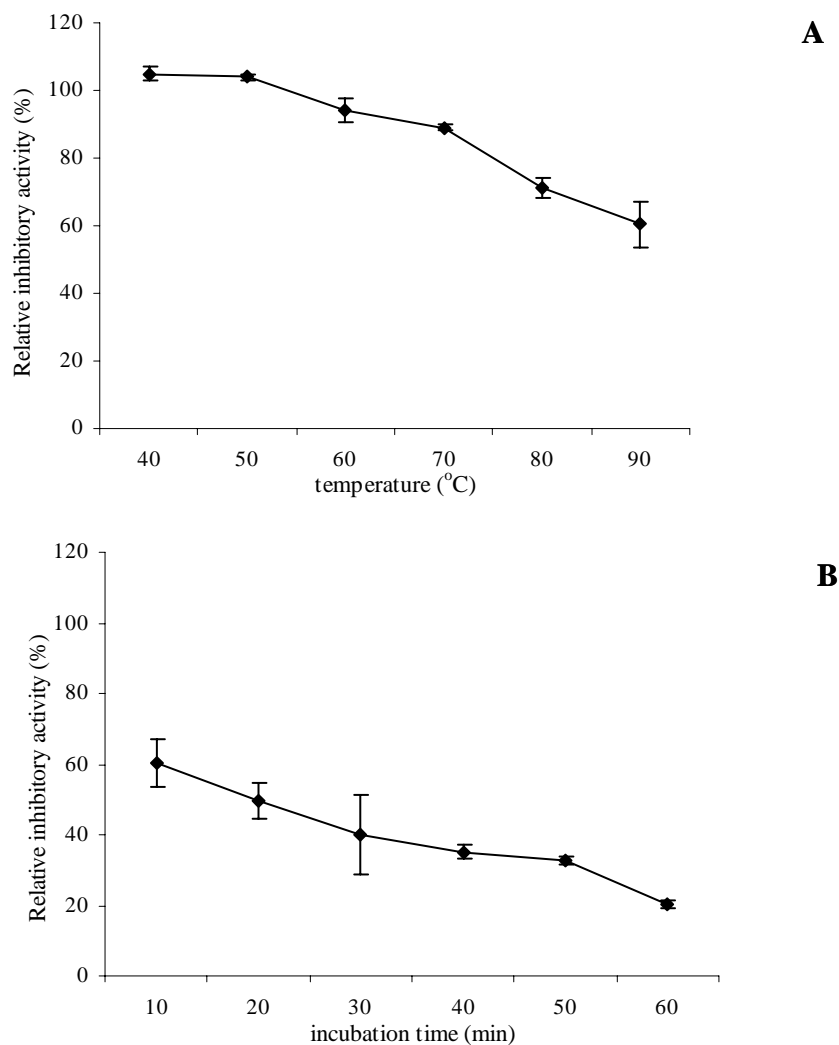 A
Relative inhibitory activity (%)
120
100
80
60
40
20
0
40 50 60 70 80 90
temperature (°C)
B
Relative inhibitory activity (%)
120
100
80
60
40
20
0
10 20 30 40 50 60
incubation time (min)